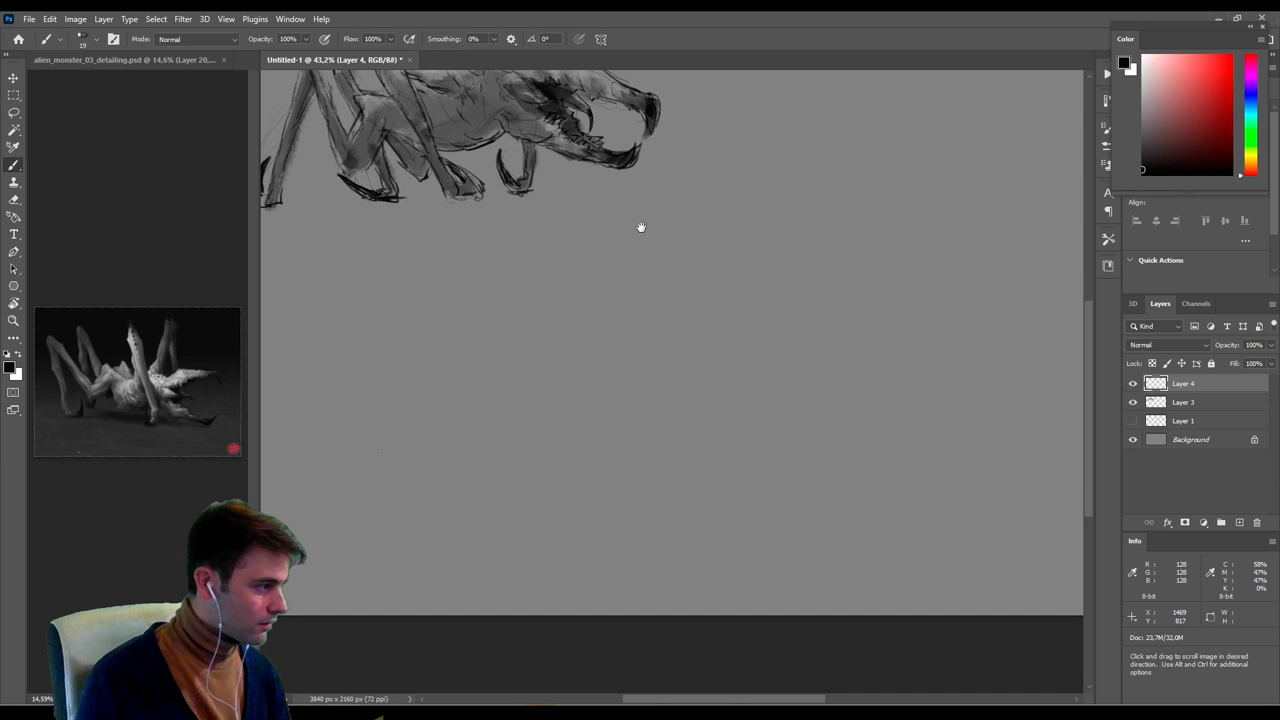 Ps File Edit Image Layer Type Select Filter 3D View Plugins Window Help
19 Mode: Normal Opacity: 100% Flow: 100% Smoothing: 0% 0°
alien_monster_03_detailing.psd @ 14,6% (Layer 20,... × Untitled-1 @ 43,2% (Layer 4, RGB/8#) * ×
Color
Align:
Quick Actions
3D Layers Channels
Kind
Normal Opacity: 100%
Lock: Fill: 100%
Layer 4
Layer 3
Layer 1
Background
Info
R : 128 C : 58%
G : 128 M : 47%
B : 128 Y : 47%
K : 0%
8-bit 8-bit
X : 1469 W :
Y : 817 H :
Doc: 23,7M/32,0M
Click and drag to scroll image in desired
direction. Use Alt and Ctrl for additional
options
14,59% 3840 px x 2160 px (72 ppi)